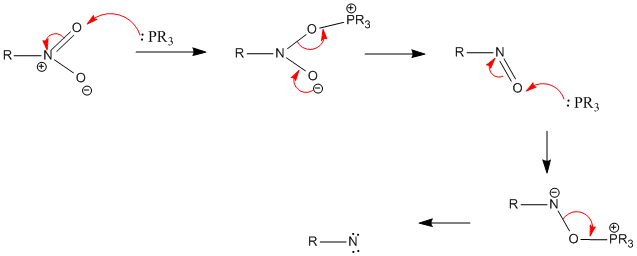 R N O O ⊕ ⊖ : PR3
R N O PR3 ⊕ O ⊖
R N O : PR3
R N ⊖ O PR3 ⊕
R N